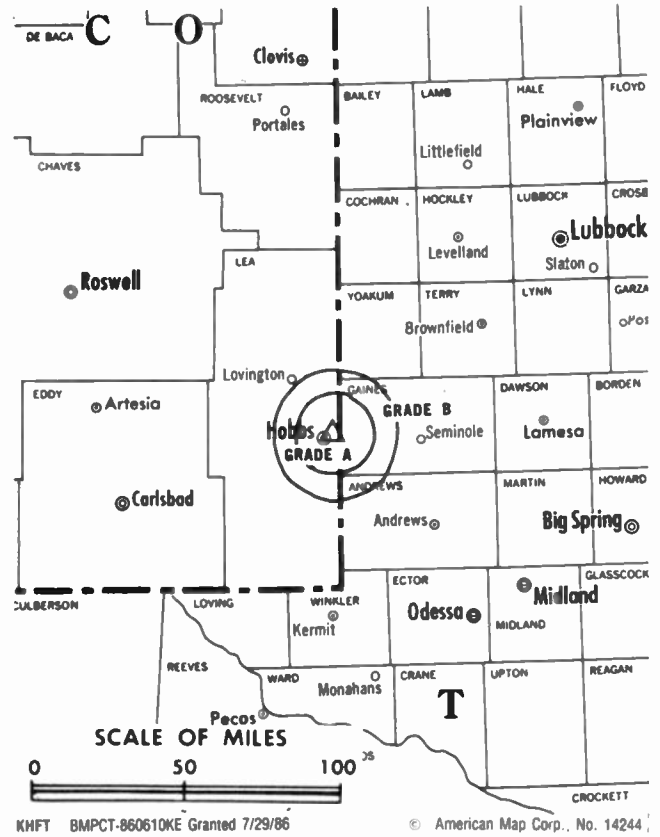 C O
DE BACA
Clovis
ROOSEVELT
Portales
BAILEY LAMB HALE FLOYD
Plainview
Littlefield
CHAVES
COCHRAN HOCKLEY LUBBOCK CROSB
Lubbock
Levelland
Slaton
LEA
Roswell
YOAKUM TERRY LYNN GARZA
Brownfield
Pos
Lovington
EDDY
GAINES DAWSON BORDEN
Artesia
GRADE B
Hobbs
Seminole
Lamesa
GRADE A
ANDREWS MARTIN HOWARD
Carlsbad
Andrews
Big Spring
CULBERSON LOVING WINKLER ECTOR GLASSCOCK
Kermit
Odessa
Midland
MIDLAND
REEVES
WARD
Monahans
CRANE UPTON REAGAN
T
Pecos
SCALE OF MILES
0 50 100
CROCKETT
KHFT BMPCT-860610KE Granted 7/29/86 © American Map Corp., No. 14244